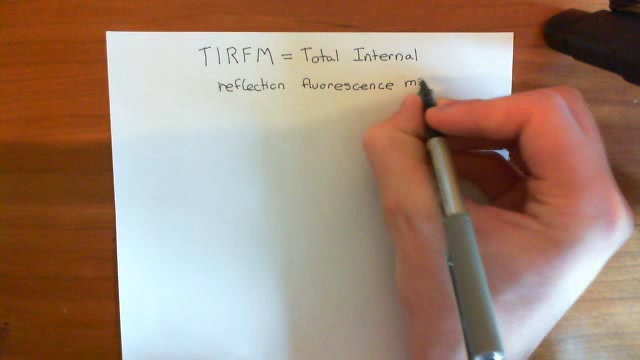 TIRFM = Total Internal
reflection fluorescence